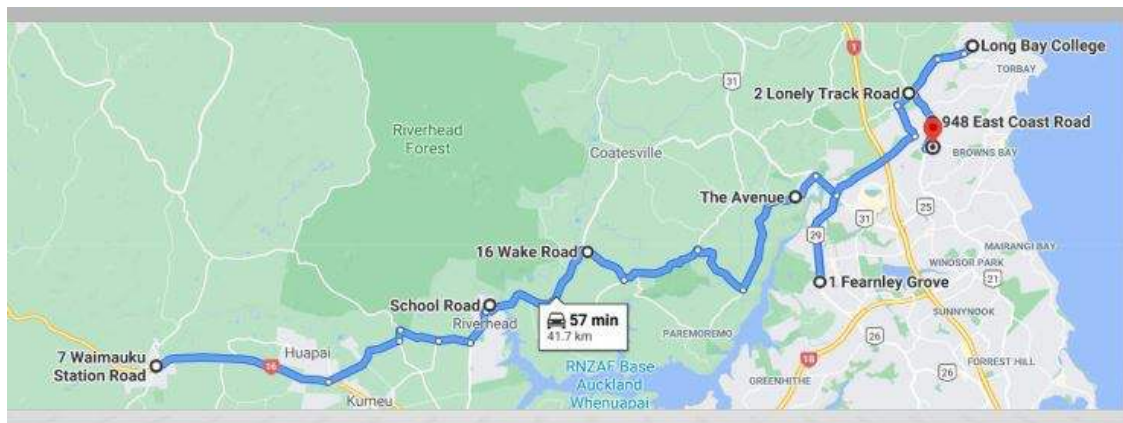 1
Long Bay College
TORBAY
31
2 Lonely Track Road
948 East Coast Road
Riverhead
Forest
Coatesville
BROWNS BAY
The Avenue
25
31
29
MAIRANGI BAY
16 Wake Road
WINDSOR PARK
21
1 Fearnley Grove
School Road
Riverhead
57 min
41.7 km
SUNNYNOOK
PAREMOREMO
26
7 Waimauku
Station Road
Huapai
16
18
FORREST HILL
RNZAF Base
Auckland
Whenuapai
GREENHITHE
26
Kumeu